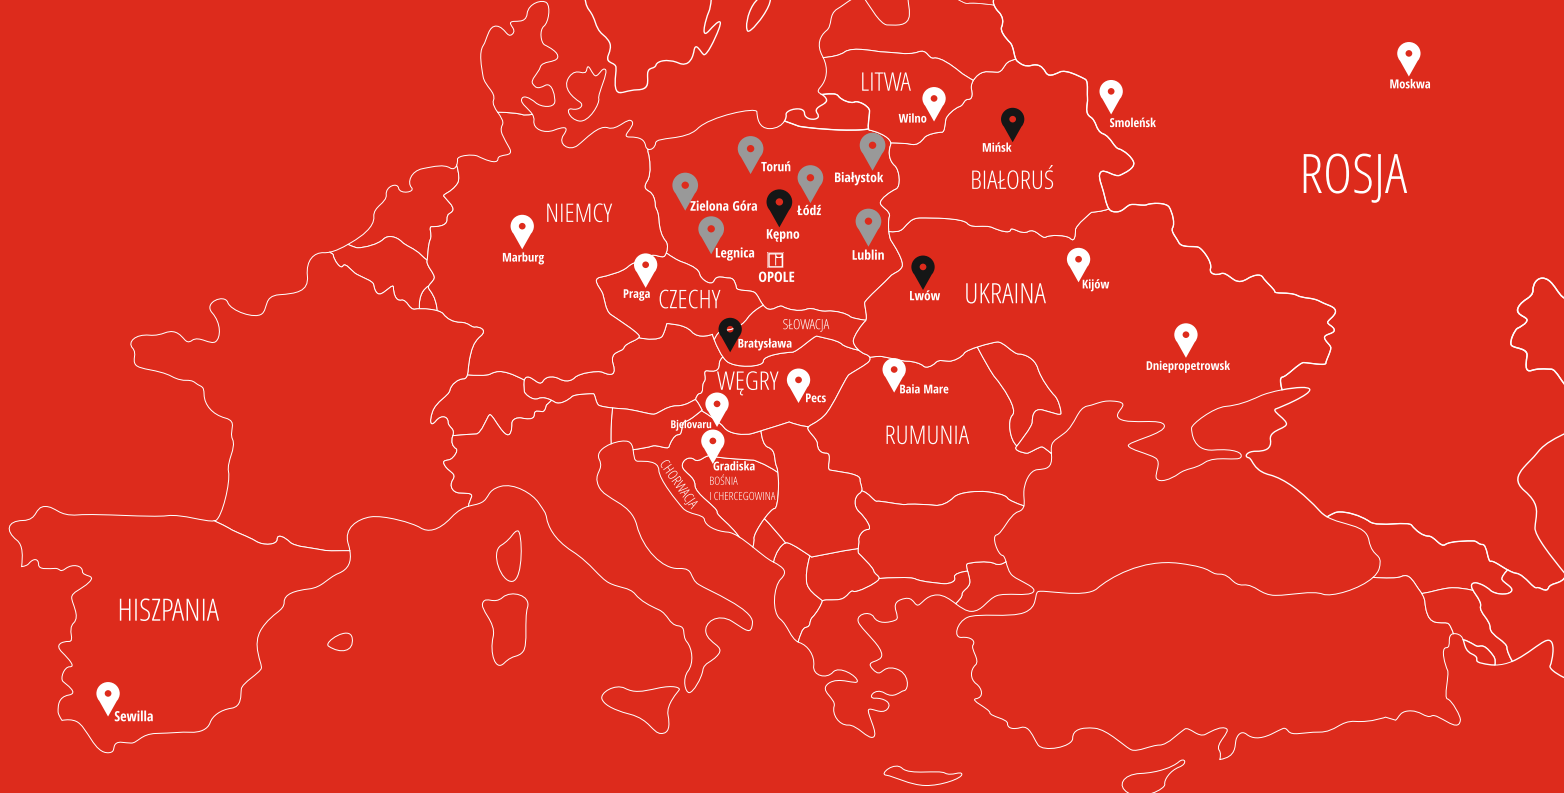 Moskwa
LITWA
Wilno
Smoleńsk
Mińsk
Toruń
Białystok
ROSJA
BIAŁORUŚ
Zielona Góra
Łódź
NIEMCY
Kępno
Legnica
Lublin
Marburg
OPOLE
Praga
CZECHY
Lwów
UKRAINA
Kijów
SŁOWACJA
Bratysława
Dniepropetrowsk
WĘGRY
Pecs
Baia Mare
Bjelovaru
RUMUNIA
Gradiska
CHORWACJA
BOŚNIA
I CHERCEGOWINA
HISZPANIA
Sewilla